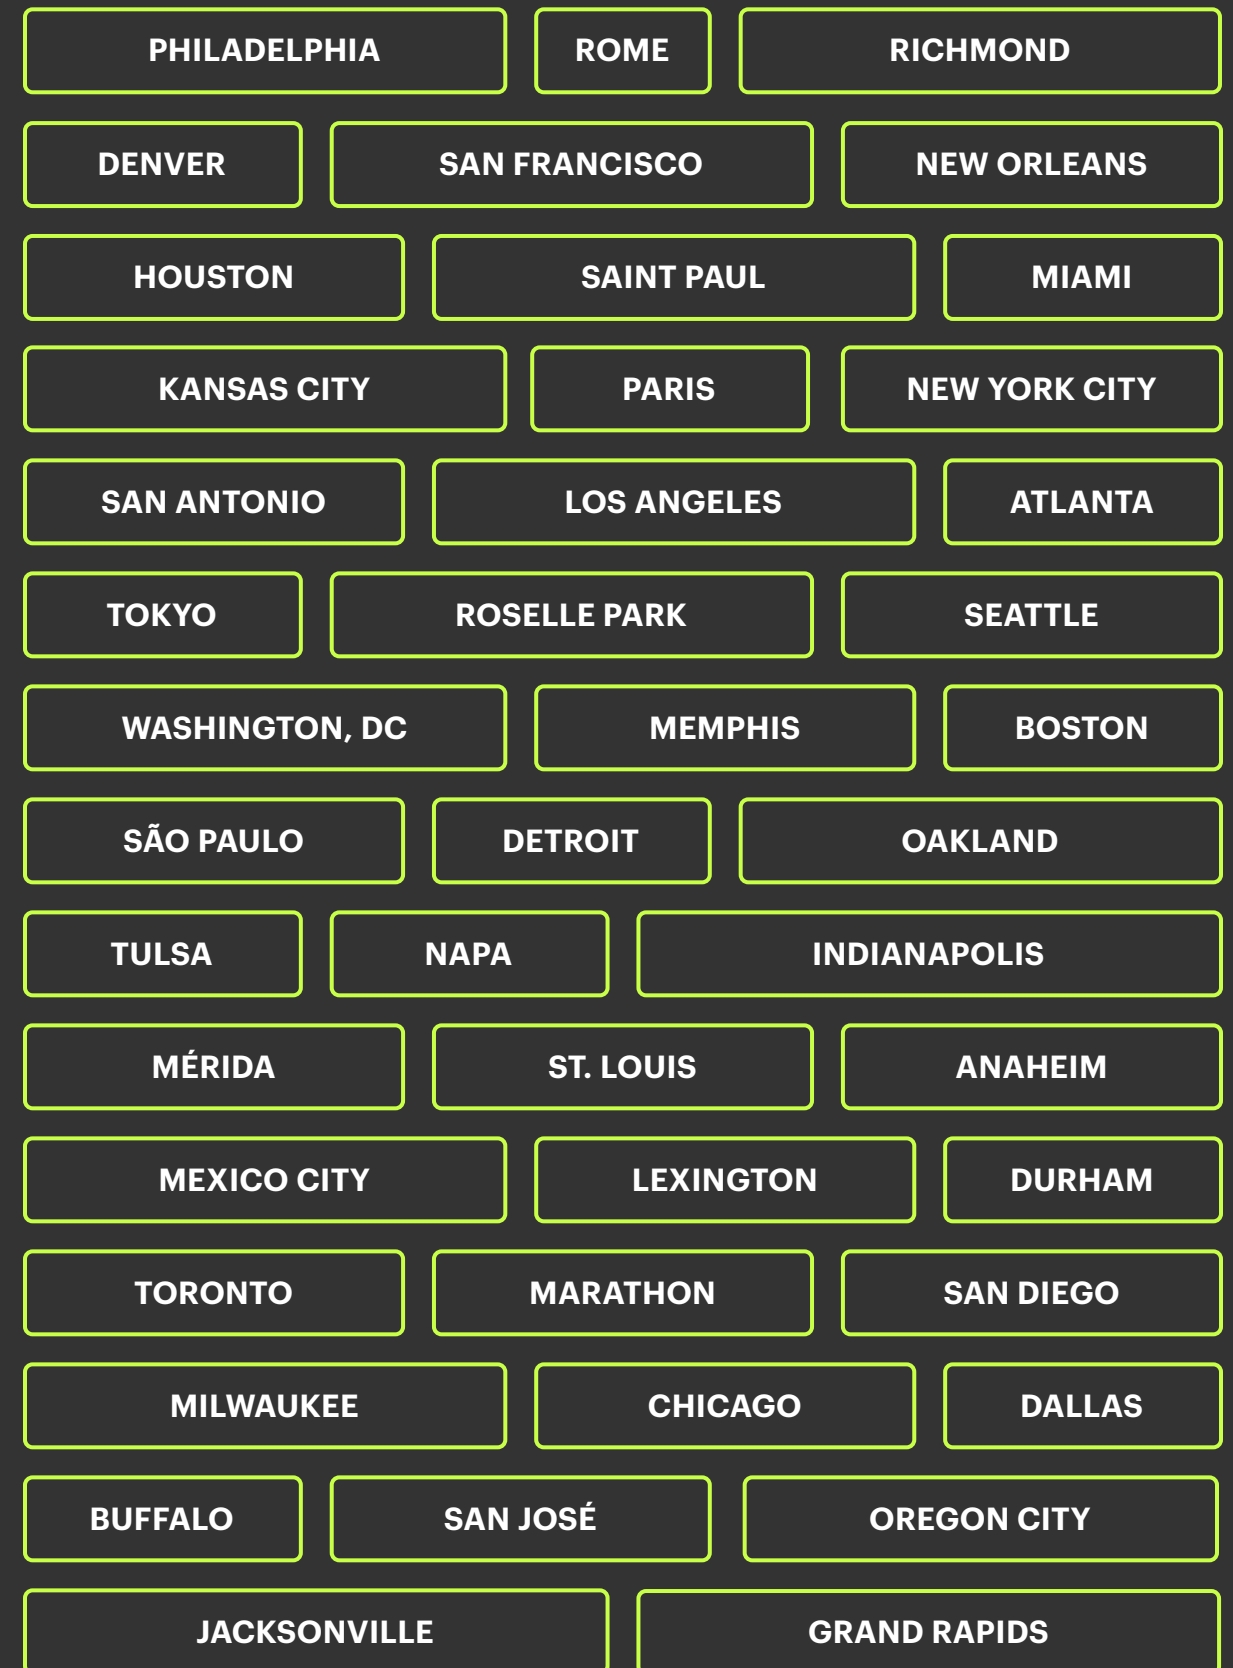 PHILADELPHIA ROME RICHMOND
DENVER SAN FRANCISCO NEW ORLEANS
HOUSTON SAINT PAUL MIAMI
KANSAS CITY PARIS NEW YORK CITY
SAN ANTONIO LOS ANGELES ATLANTA
TOKYO ROSELLE PARK SEATTLE
WASHINGTON, DC MEMPHIS BOSTON
SÃO PAULO DETROIT OAKLAND
TULSA NAPA INDIANAPOLIS
MÉRIDA ST. LOUIS ANAHEIM
MEXICO CITY LEXINGTON DURHAM
TORONTO MARATHON SAN DIEGO
MILWAUKEE CHICAGO DALLAS
BUFFALO SAN JOSÉ OREGON CITY
JACKSONVILLE GRAND RAPIDS